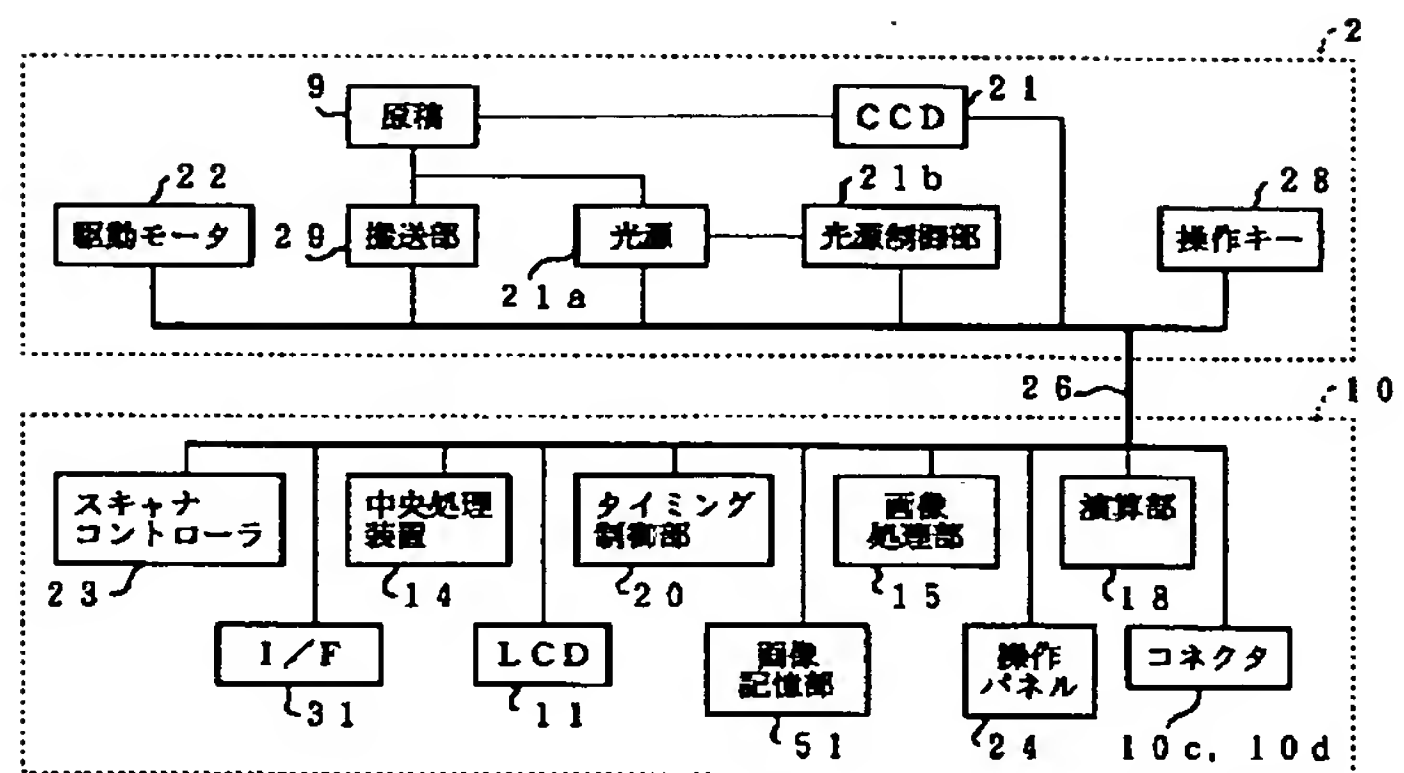 2
9
原稿
CCD
21
22
駆動モータ
29
搬送部
光源
21a
21b
光源制御部
28
操作キー
26
10
スキャナ
コントローラ
23
中央処理
装置
14
タイミング
制御部
20
画像
処理部
15
演算部
18
I/F
31
LCD
11
画像
記憶部
51
操作
パネル
24
コネクタ
10c, 10d